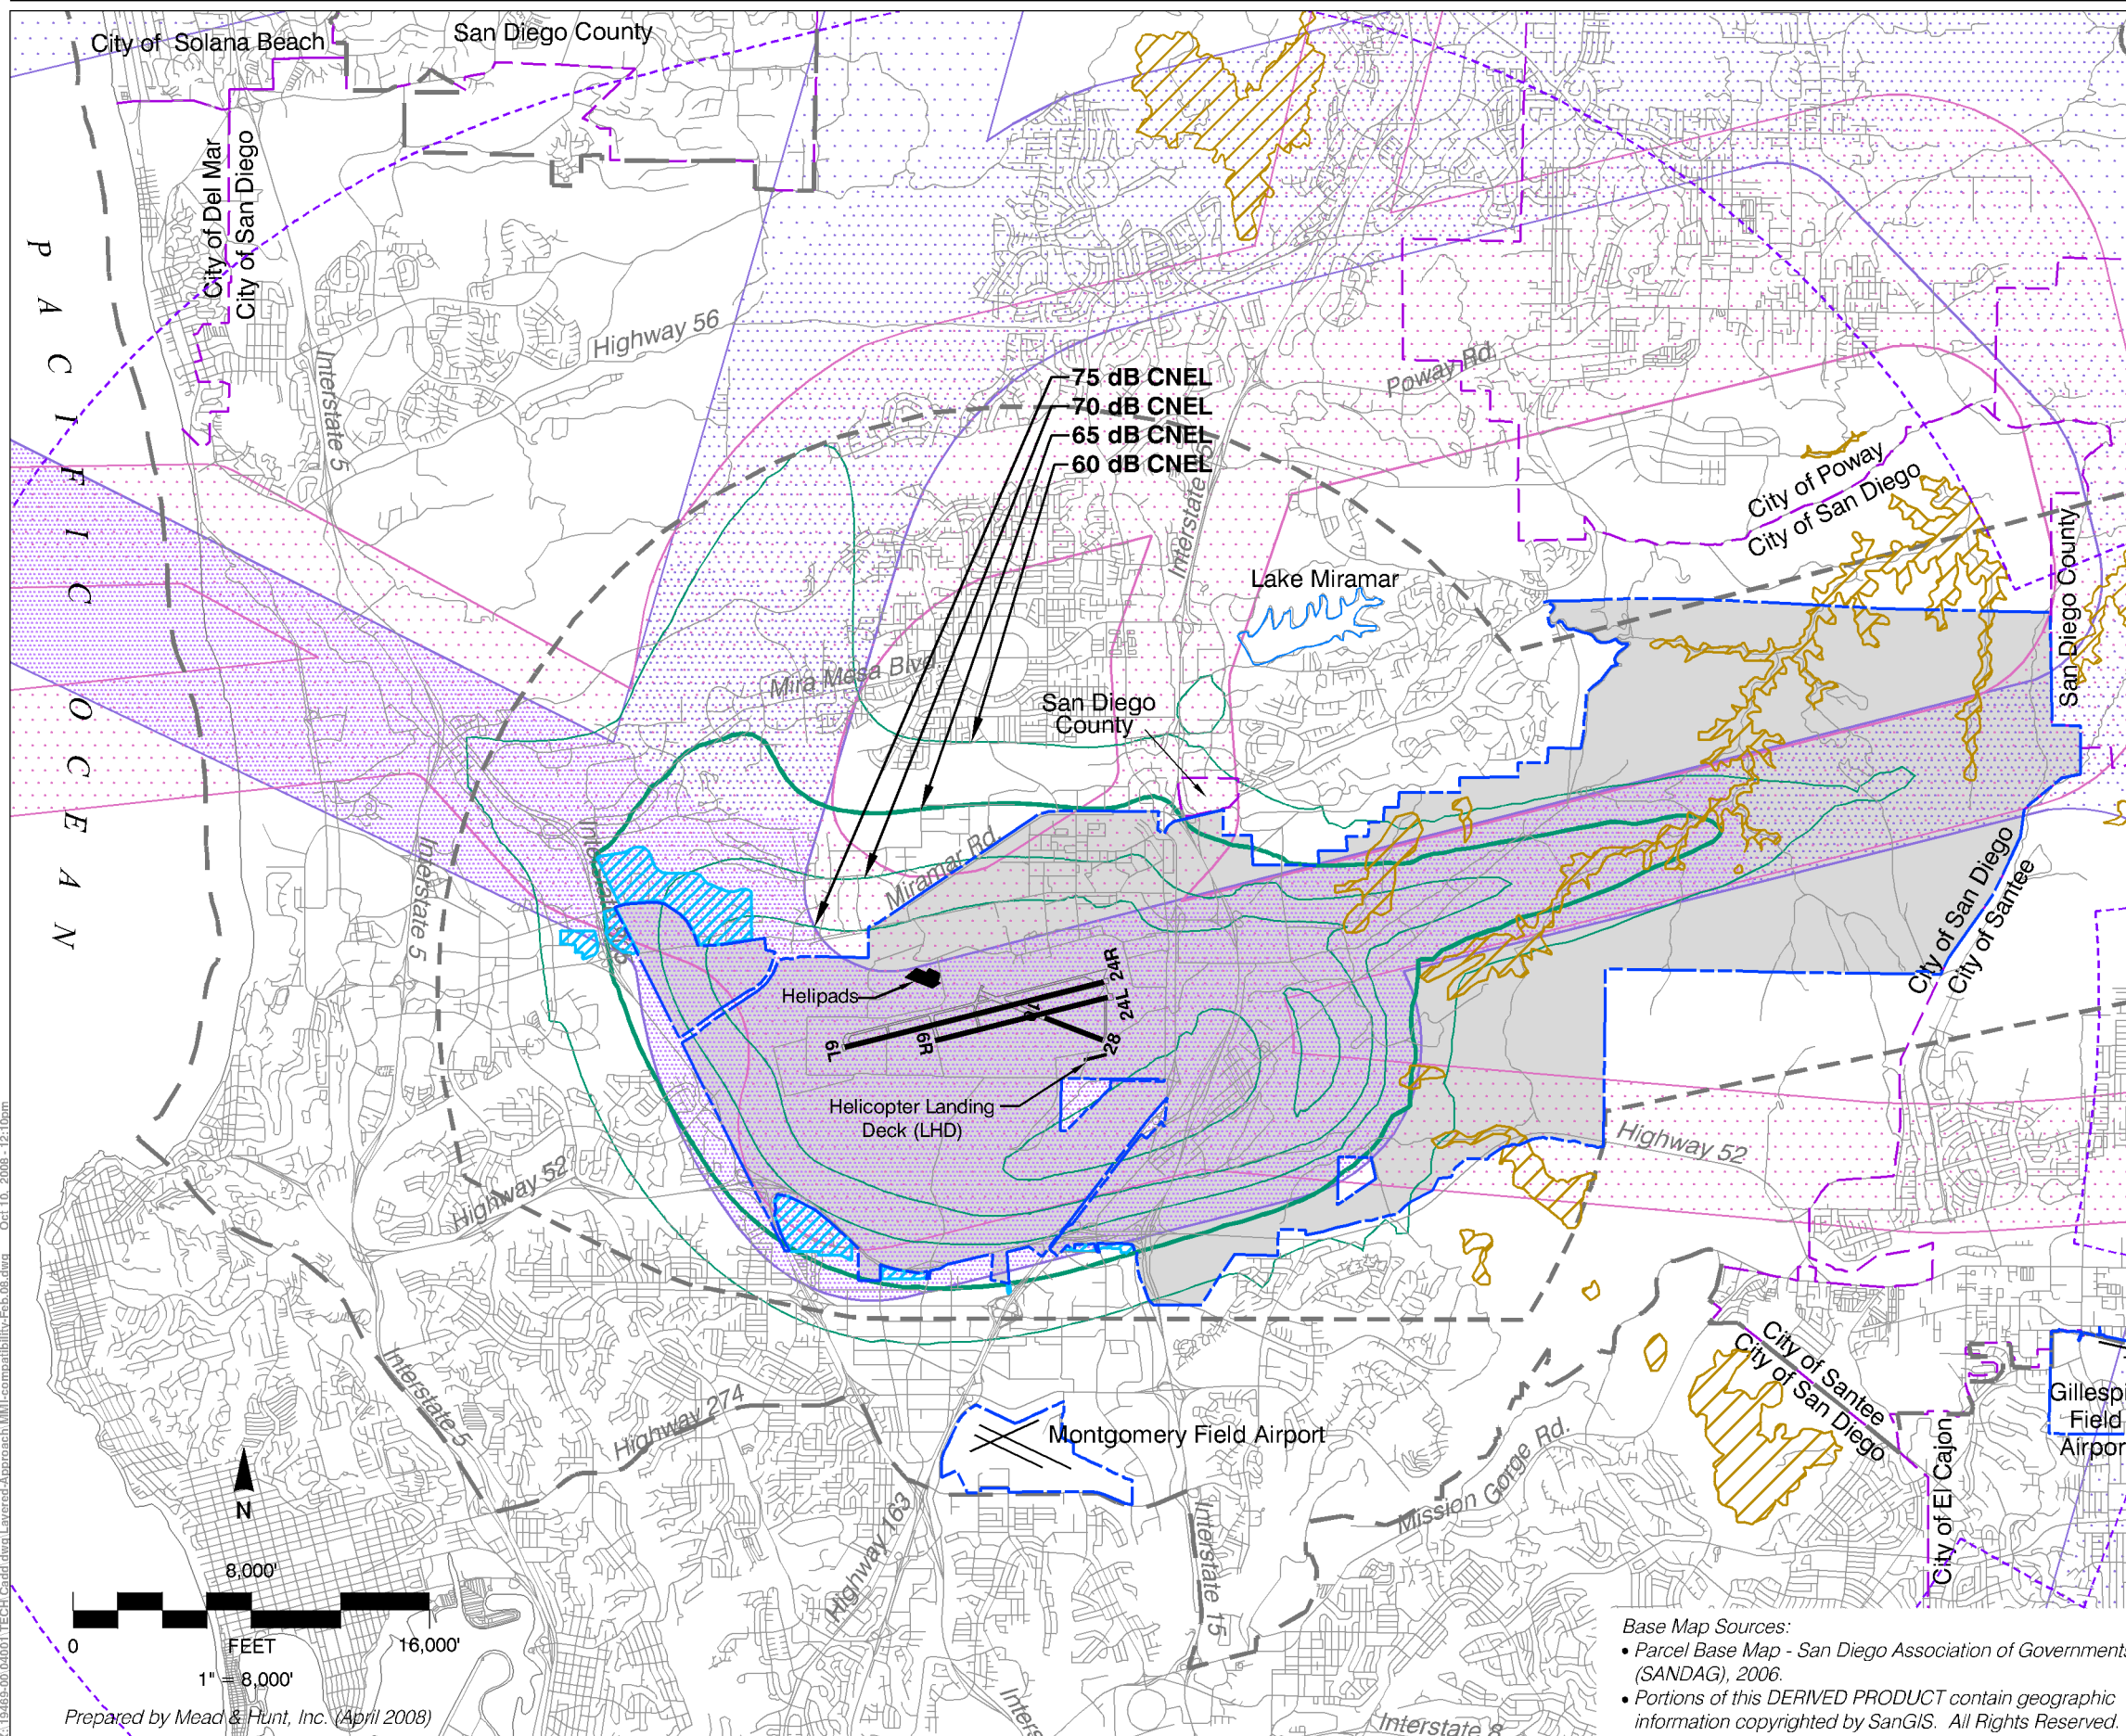 City of Solana Beach
San Diego County
City of Del Mar
City of San Diego
PACIFIC OCEAN
Interstate 5
Highway 56
75 dB CNEL
70 dB CNEL
65 dB CNEL
60 dB CNEL
Poway Rd.
Interstate
City of Poway
City of San Diego
San Diego County
Lake Miramar
Mira Mesa Blvd.
San Diego
County
Miramar Rd.
Interstate 5
City of San Diego
City of Santee
Helipads
24R
24L
6L
6R
28
Helicopter Landing
Deck (LHD)
Highway 52
Highway 52
Interstate 5
Highway 274
Montgomery Field Airport
Highway 163
Interstate 15
Mission Gorge Rd.
City of Santee
City of San Diego
City of El Cajon
Field
N
8,000'
0
FEET
16,000'
1" = 8,000'
Prepared by Mead & Hunt, Inc. (April 2008)
Base Map Sources:
• Parcel Base Map - San Diego Association of Governments
(SANDAG), 2006.
• Portions of this DERIVED PRODUCT contain geographic
information copyrighted by SanGIS. All Rights Reserved.
Interstate 8
Oct 10, 2008 - 12:10pm